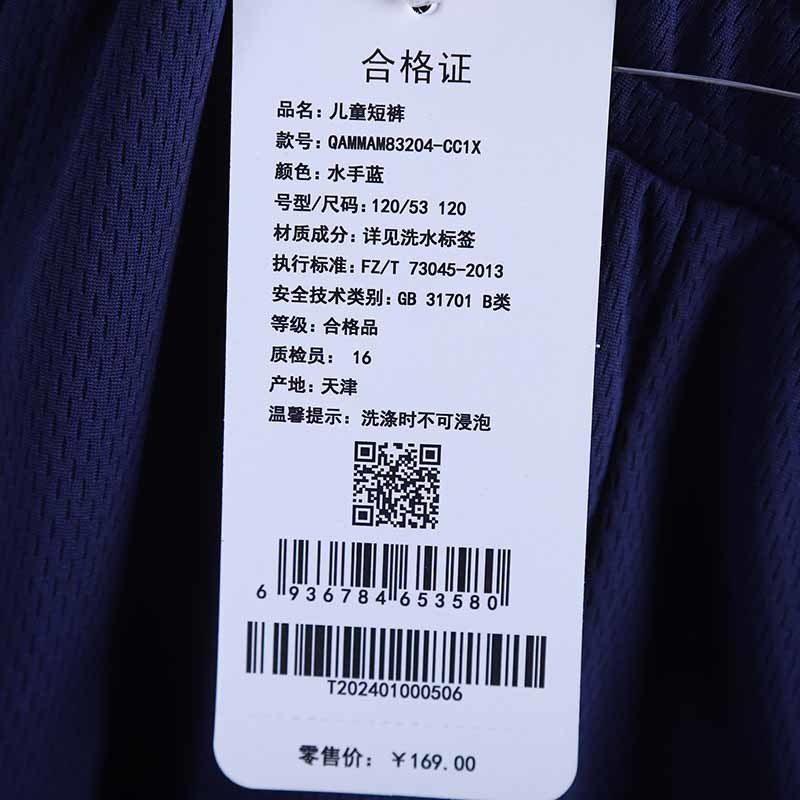 合格证
品名：儿童短裤
款号：QAMMAM83204-CC1X
颜色：水手蓝
号型/尺码：120/53 120
材质成分：详见洗水标签
执行标准：FZ/T 73045-2013
安全技术类别：GB 31701 B类
等级：合格品
质检员： 16
产地：天津
温馨提示：洗涤时不可浸泡
6 936784 653580
T202401000506
零售价：￥169.00